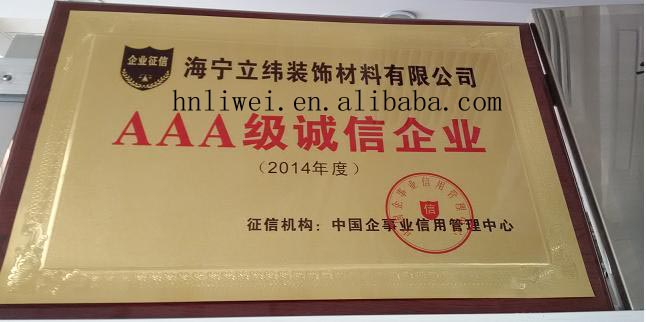 企业征信
海宁立纬装饰材料有限公司
hnliwei.en.alibaba.com
AAA级诚信企业
（2014年度）
信
征信机构：中国企事业信用管理中心